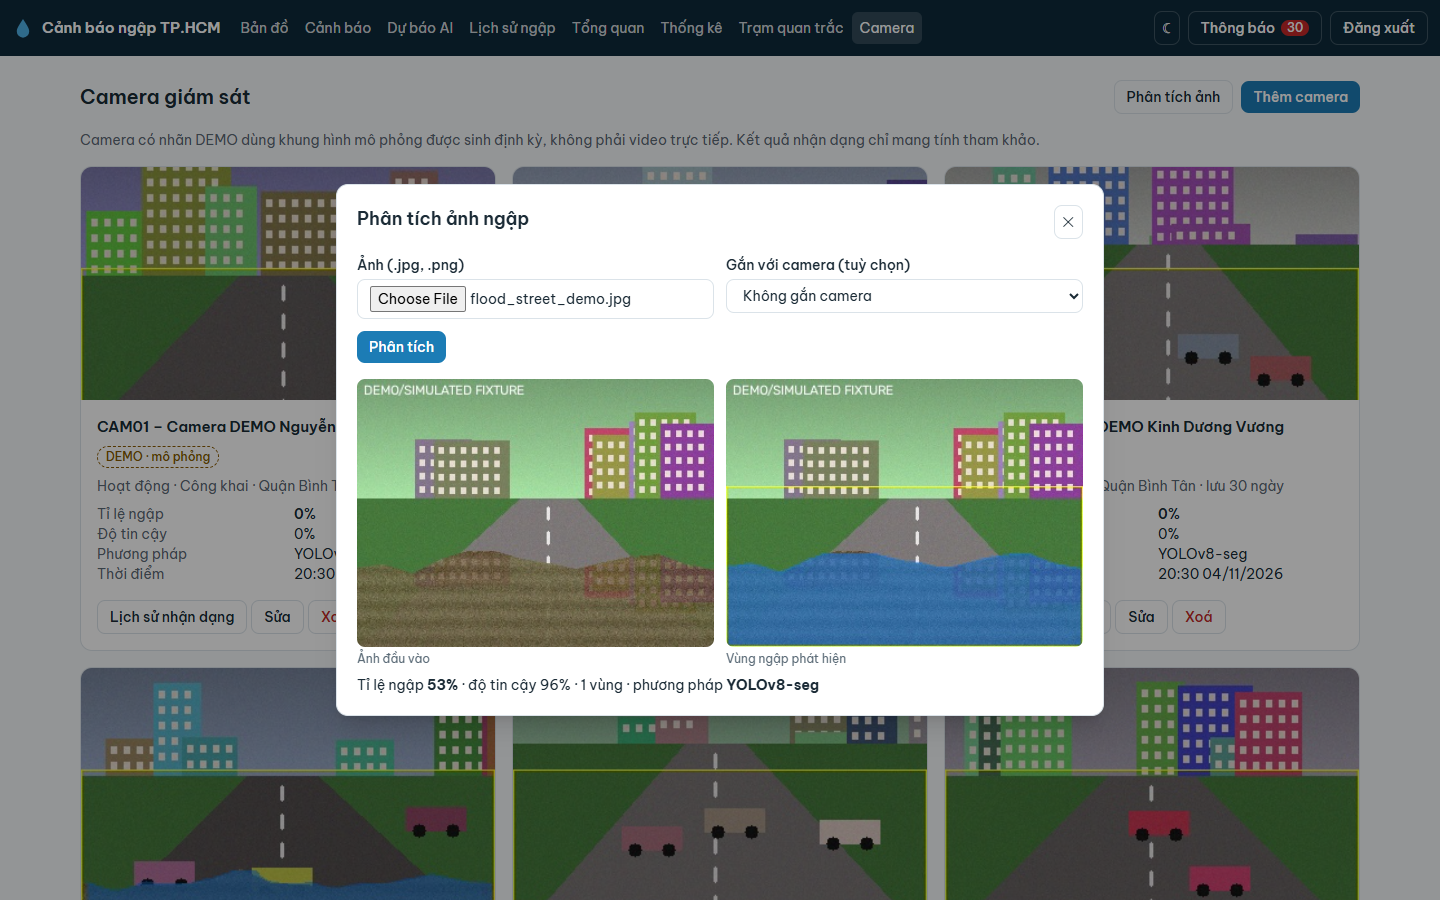 Cảnh báo ngập TP.HCM Bản đồ Cảnh báo Dự báo AI Lịch sử ngập Tổng quan Thống kê Trạm quan trắc Camera Thông báo 30 Đăng xuất
Camera giám sát Phân tích ảnh Thêm camera
Camera có nhãn DEMO dùng khung hình mô phỏng được sinh định kỳ, không phải video trực tiếp. Kết quả nhận dạng chỉ mang tính tham khảo.
Phân tích ảnh ngập
Ảnh (.jpg, .png) Gắn với camera (tuỳ chọn)
Choose File flood_street_demo.jpg Không gắn camera
Phân tích
DEMO/SIMULATED FIXTURE DEMO/SIMULATED FIXTURE
Ảnh đầu vào Vùng ngập phát hiện
Tỉ lệ ngập 53% · độ tin cậy 96% · 1 vùng · phương pháp YOLOv8-seg
CAM01 – Camera DEMO Nguyễn
DEMO · mô phỏng
Hoạt động · Công khai · Quận Bình
Tỉ lệ ngập 0%
Độ tin cậy 0%
Phương pháp
Thời điểm 20:30
Lịch sử nhận dạng Sửa
DEMO Kinh Dương Vương
Quận Bình Tân · lưu 30 ngày
0%
0%
YOLOv8-seg
20:30 04/11/2026
Sửa Xoá